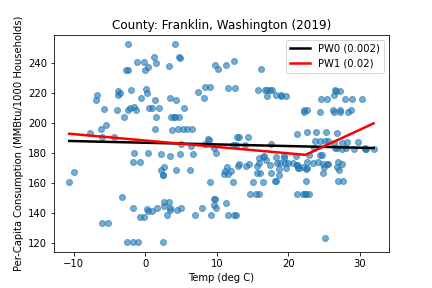 County: Franklin, Washington (2019)
PW0 (0.002)
PW1 (0.02)
Per-Capita Consumption (MMBtu/1000 Households)
240
220
200
180
160
140
120
−10 0 10 20 30
Temp (deg C)